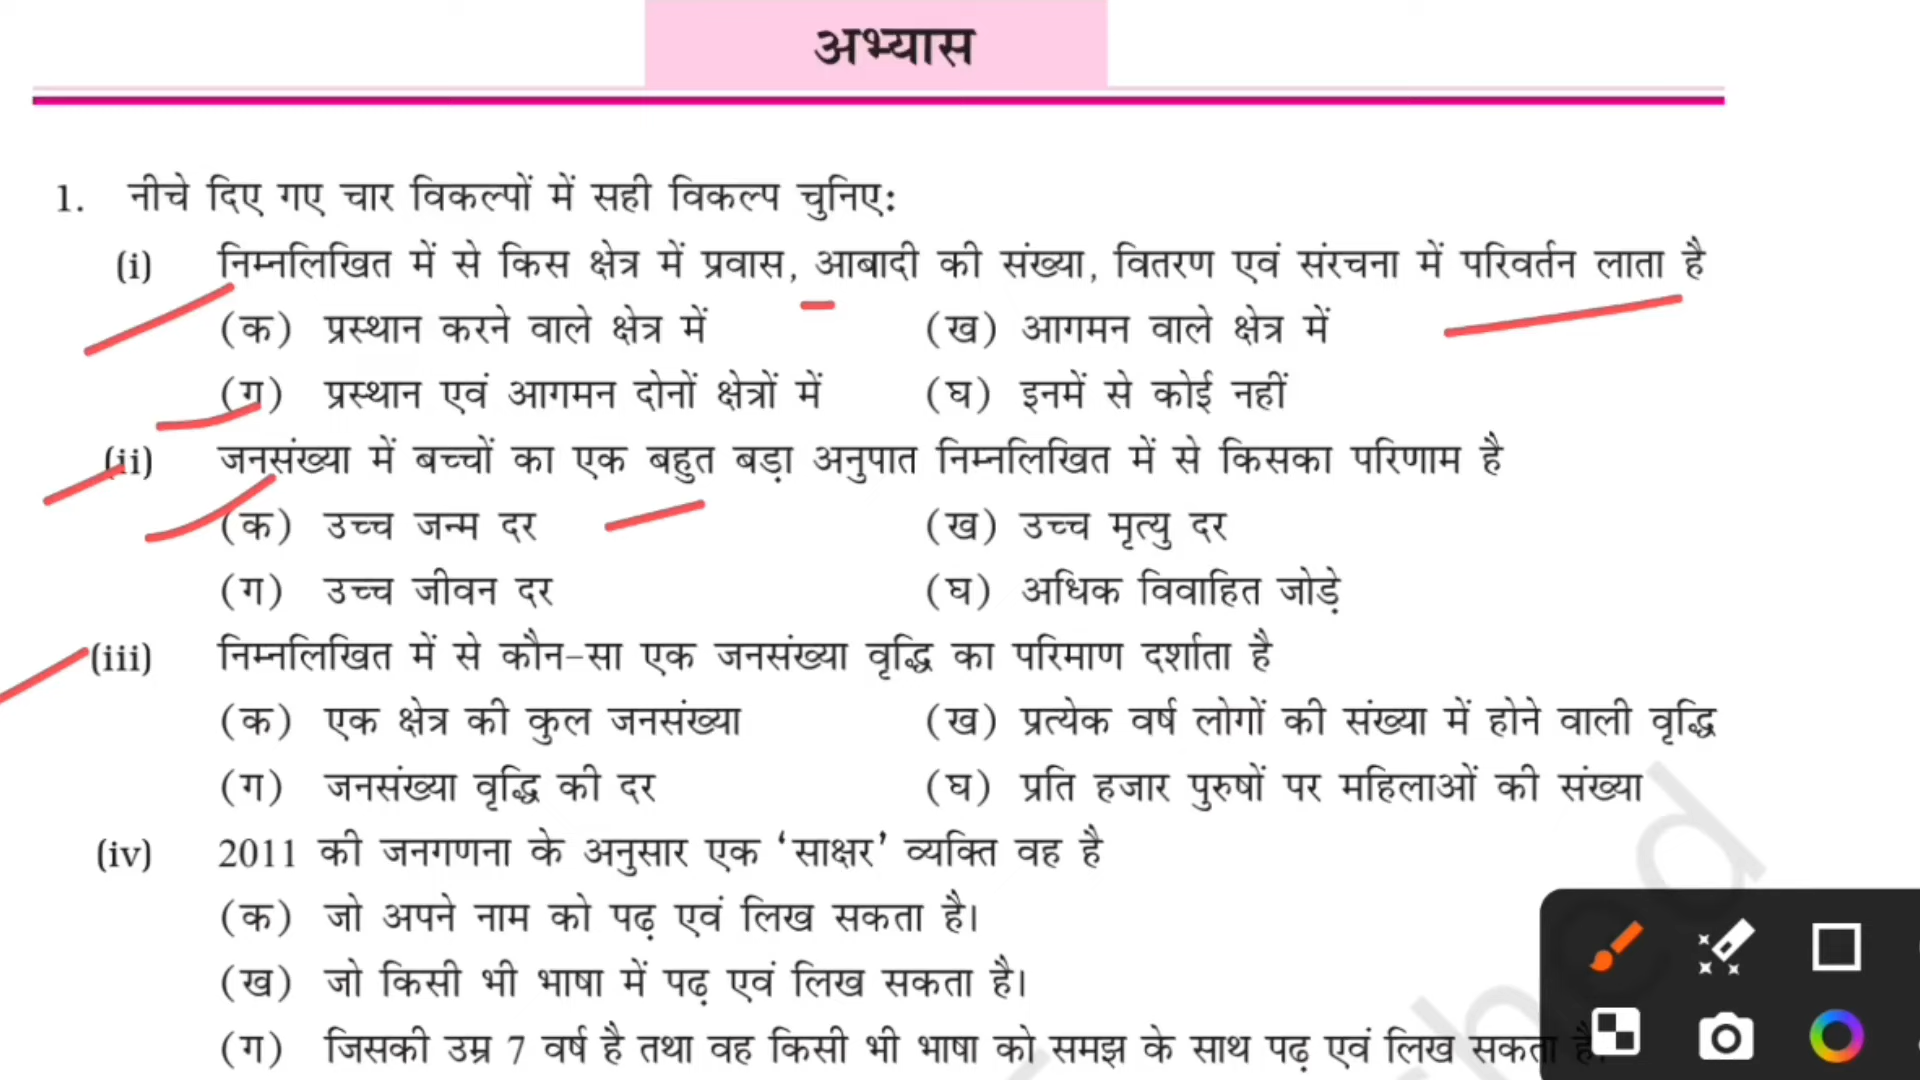 अभ्यास
1. नीचे दिए गए चार विकल्पों में सही विकल्प चुनिए:
(i) निम्नलिखित में से किस क्षेत्र में प्रवास, आबादी की संख्या, वितरण एवं संरचना में परिवर्तन लाता है
(क) प्रस्थान करने वाले क्षेत्र में (ख) आगमन वाले क्षेत्र में
(ग) प्रस्थान एवं आगमन दोनों क्षेत्रों में (घ) इनमें से कोई नहीं
(ii) जनसंख्या में बच्चों का एक बहुत बड़ा अनुपात निम्नलिखित में से किसका परिणाम है
(क) उच्च जन्म दर (ख) उच्च मृत्यु दर
(ग) उच्च जीवन दर (घ) अधिक विवाहित जोड़े
(iii) निम्नलिखित में से कौन-सा एक जनसंख्या वृद्धि का परिमाण दर्शाता है
(क) एक क्षेत्र की कुल जनसंख्या (ख) प्रत्येक वर्ष लोगों की संख्या में होने वाली वृद्धि
(ग) जनसंख्या वृद्धि की दर (घ) प्रति हजार पुरुषों पर महिलाओं की संख्या
(iv) 2011 की जनगणना के अनुसार एक ‘साक्षर’ व्यक्ति वह है
(क) जो अपने नाम को पढ़ एवं लिख सकता है।
(ख) जो किसी भी भाषा में पढ़ एवं लिख सकता है।
(ग) जिसकी उम्र 7 वर्ष है तथा वह किसी भी भाषा को समझ के साथ पढ़ एवं लिख सकता है।